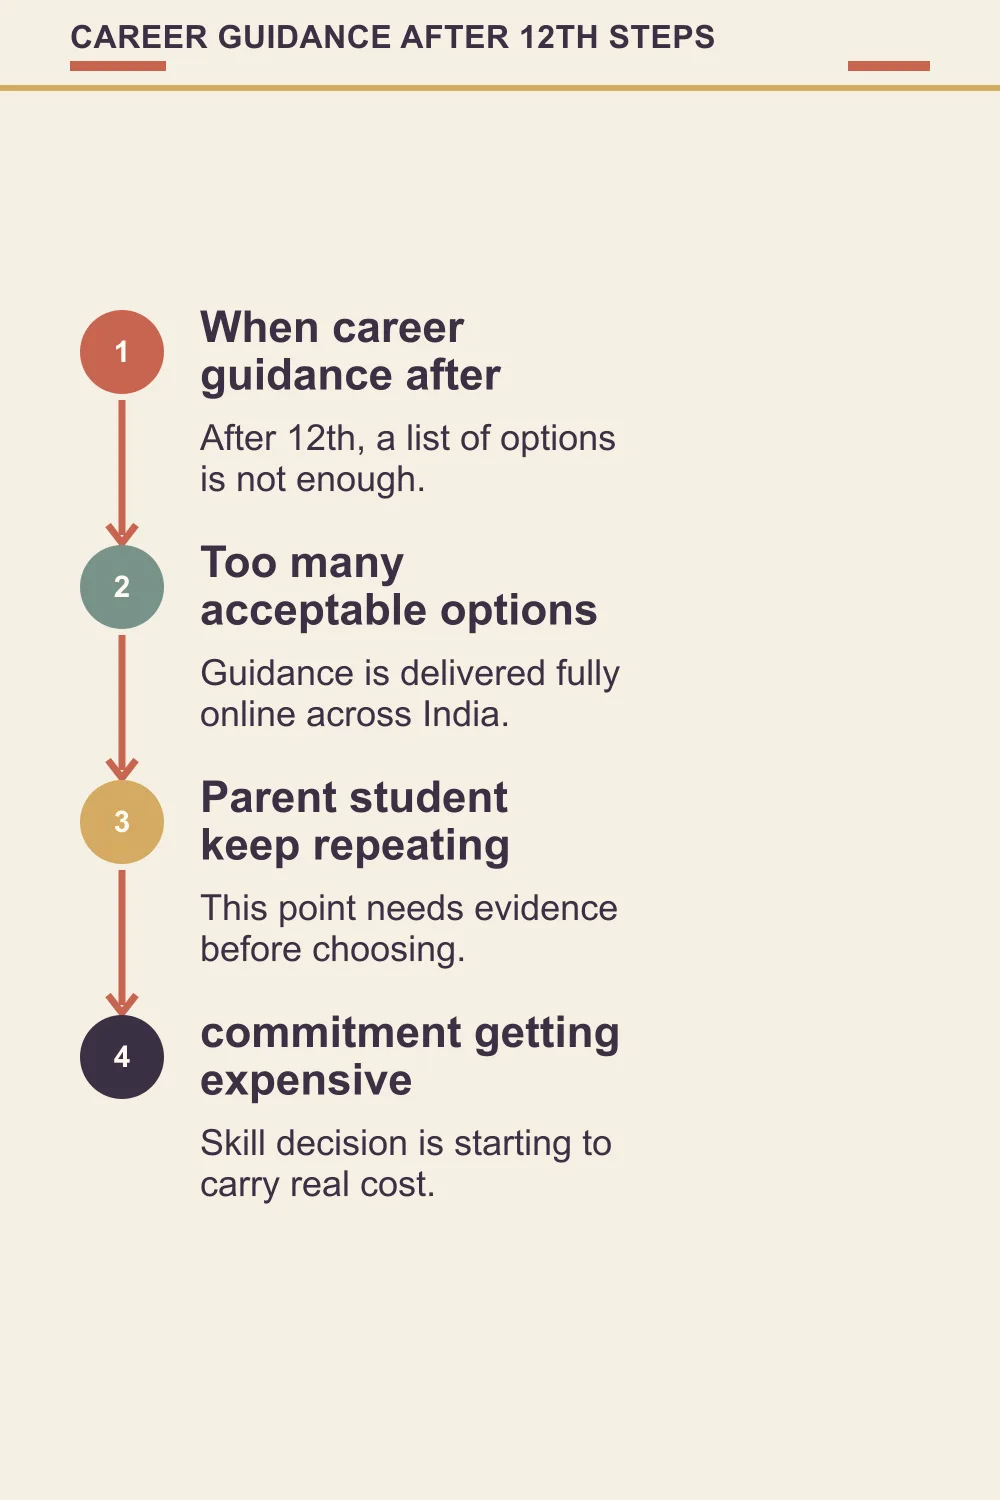 CAREER GUIDANCE AFTER 12TH STEPS
1
When career
guidance after
After 12th, a list of options
is not enough.
2
Too many
acceptable options
Guidance is delivered fully
online across India.
3
Parent student
keep repeating
This point needs evidence
before choosing.
4
commitment getting
expensive
Skill decision is starting to
carry real cost.